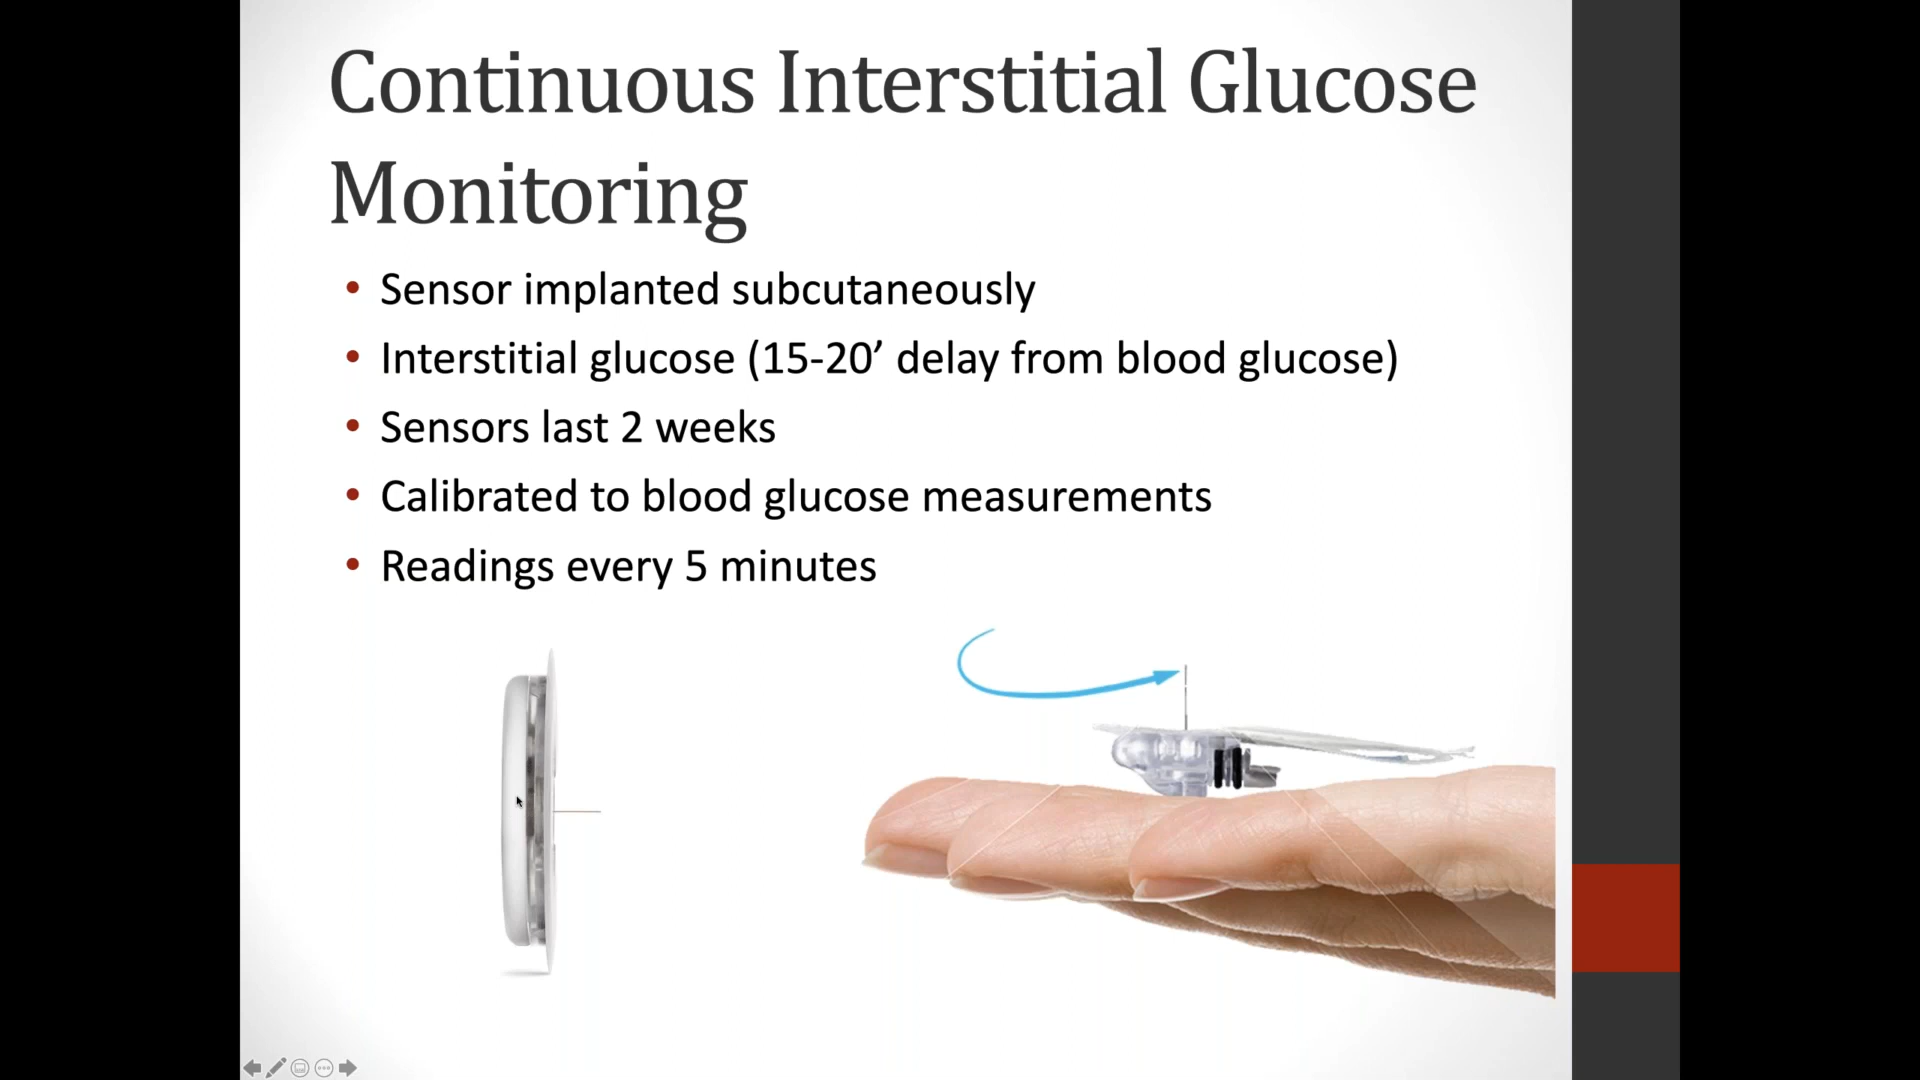 Continuous Interstitial Glucose
Monitoring
• Sensor implanted subcutaneously
• Interstitial glucose (15-20’ delay from blood glucose)
• Sensors last 2 weeks
• Calibrated to blood glucose measurements
• Readings every 5 minutes